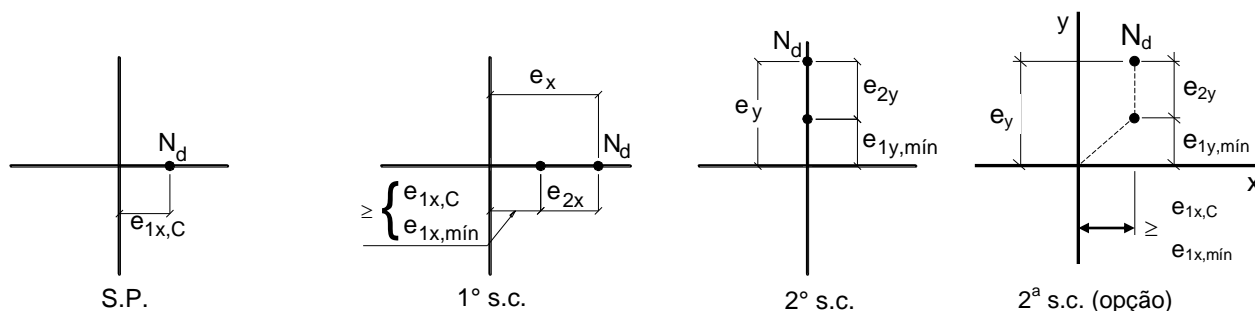 N_d
e_1x,C
S.P.
e_x
N_d
≥ { e_1x,C
e_1x,mín
e_2x
1° s.c.
N_d
e_y
e_2y
e_1y,mín
2° s.c.
y
N_d
e_y
e_2y
e_1y,mín
x
≥
e_1x,C
e_1x,mín
2ª s.c. (opção)